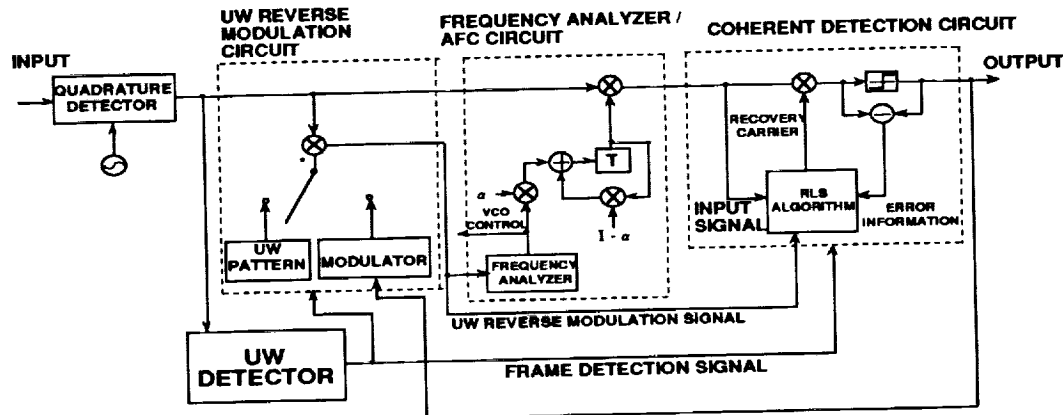 UW REVERSE
MODULATION
CIRCUIT
FREQUENCY ANALYZER /
AFC CIRCUIT
COHERENT DETECTION CIRCUIT
INPUT
OUTPUT
QUADRATURE
DETECTOR
RECOVERY
CARRIER
T
α
VCO
CONTROL
1 - α
RLS
ALGORITHM
INPUT
SIGNAL
ERROR
INFORMATION
UW
PATTERN
MODULATOR
FREQUENCY
ANALYZER
UW REVERSE MODULATION SIGNAL
UW
DETECTOR
FRAME DETECTION SIGNAL